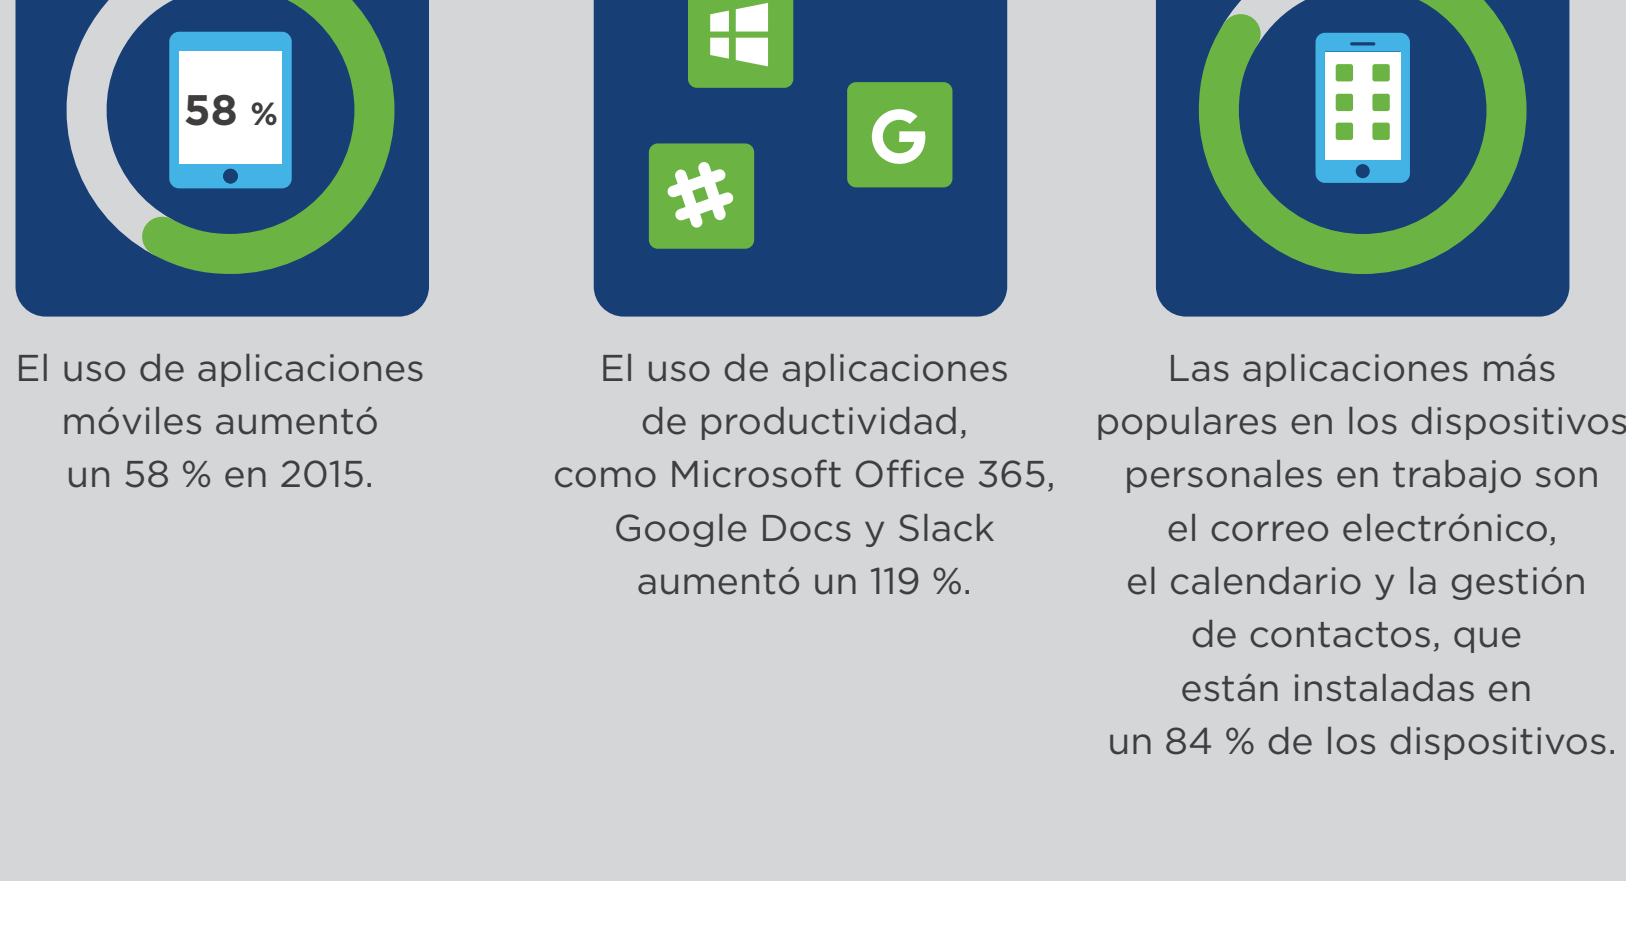 58 %
El uso de aplicaciones
móviles aumentó
un 58 % en 2015.
G
El uso de aplicaciones
de productividad,
como Microsoft Office 365,
Google Docs y Slack
aumentó un 119 %.
Las aplicaciones más
populares en los dispositivos
personales en trabajo son
el correo electrónico,
el calendario y la gestión
de contactos, que
están instaladas en
un 84 % de los dispositivos.